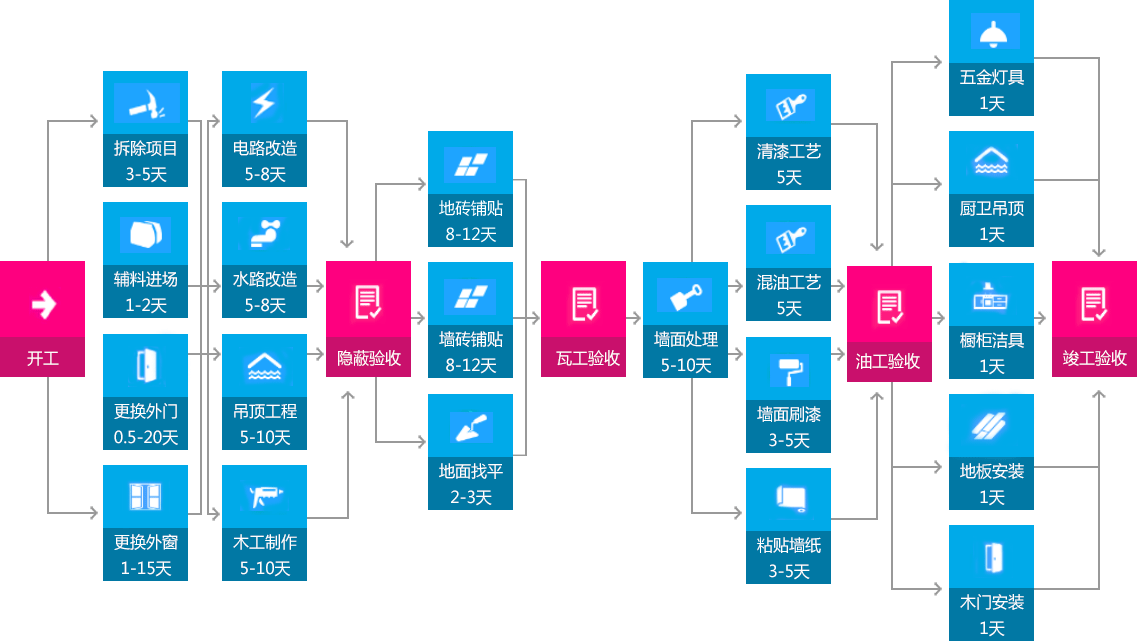 开工
拆除项目
3-5天
辅料进场
1-2天
更换外门
0.5-20天
更换外窗
1-15天
电路改造
5-8天
水路改造
5-8天
吊顶工程
5-10天
木工制作
5-10天
隐蔽验收
地砖铺贴
8-12天
墙砖铺贴
8-12天
地面找平
2-3天
瓦工验收
墙面处理
5-10天
清漆工艺
5天
混油工艺
5天
墙面刷漆
3-5天
粘贴墙纸
3-5天
油工验收
五金灯具
1天
厨卫吊顶
1天
橱柜洁具
1天
地板安装
1天
木门安装
1天
竣工验收